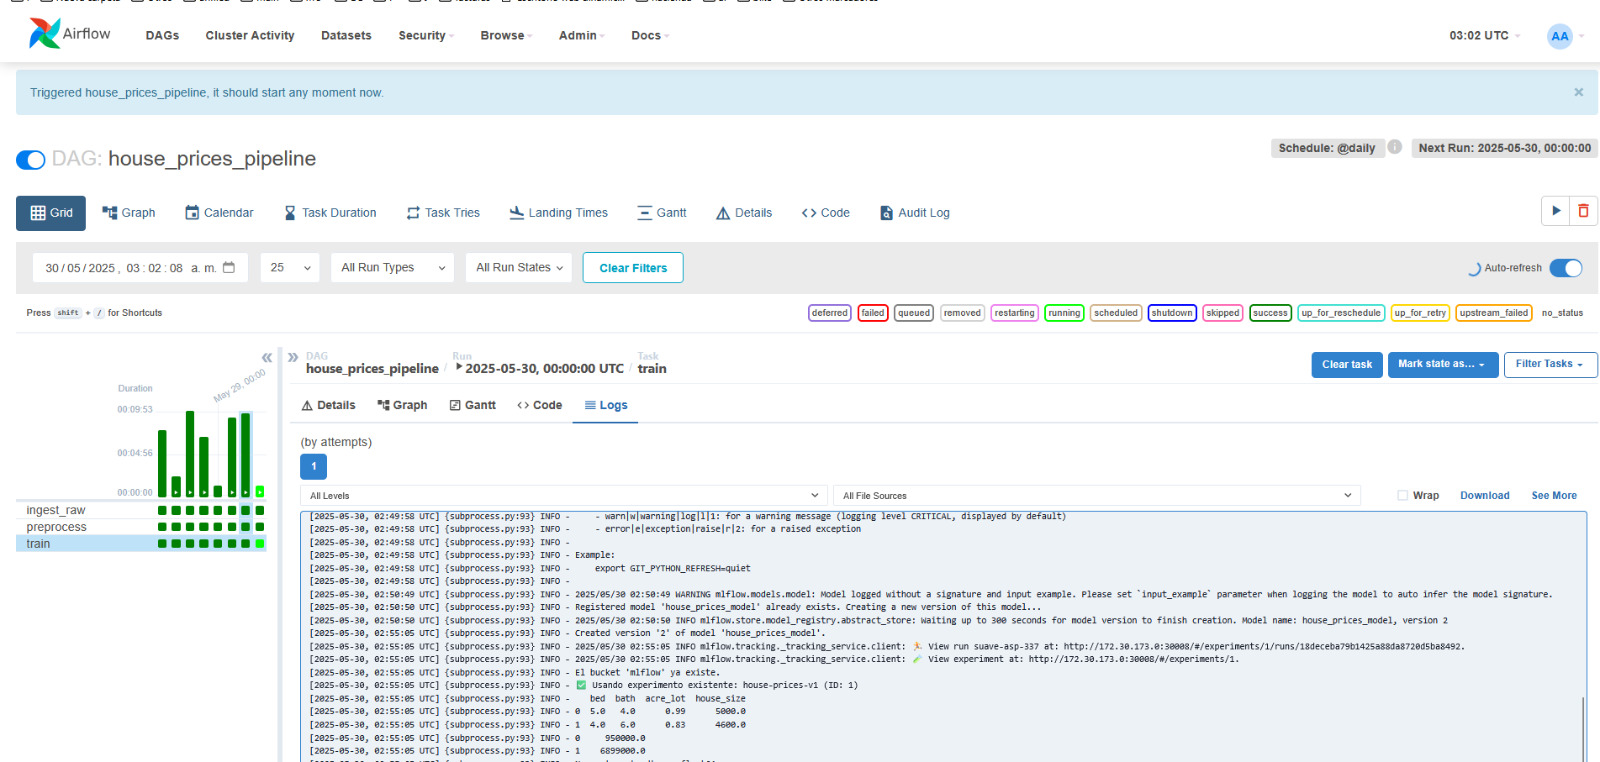 Airflow
DAGs Cluster Activity Datasets Security Browse Admin Docs 03:02 UTC AA
Triggered house_prices_pipeline, it should start any moment now. ×
DAG: house_prices_pipeline
Schedule: @daily i Next Run: 2025-05-30, 00:00:00
Grid Graph Calendar Task Duration Task Tries Landing Times Gantt Details <> Code Audit Log
30/05/2025, 03:02:08 a. m. 25 All Run Types All Run States Clear Filters Auto-refresh
Press shift + / for Shortcuts
deferred failed queued removed restarting running scheduled shutdown skipped success up_for_reschedule up_for_retry upstream_failed no_status
DAG Run Task
house_prices_pipeline / 2025-05-30, 00:00:00 UTC / train
Clear task Mark state as... Filter Tasks
May 29, 00:00
Duration
00:09:53
00:04:56
00:00:00
ingest_raw
preprocess
train
Details Graph Gantt <> Code Logs
(by attempts)
1
All Levels All File Sources Wrap Download See More
[2025-05-30, 02:49:58 UTC] {subprocess.py:93} INFO -     - warn|w|warning|log|l|1: for a warning message (logging level CRITICAL, displayed by default)
[2025-05-30, 02:49:58 UTC] {subprocess.py:93} INFO -     - error|e|exception|raise|r|2: for a raised exception
[2025-05-30, 02:49:58 UTC] {subprocess.py:93} INFO -
[2025-05-30, 02:49:58 UTC] {subprocess.py:93} INFO - Example:
[2025-05-30, 02:49:58 UTC] {subprocess.py:93} INFO -     export GIT_PYTHON_REFRESH=quiet
[2025-05-30, 02:49:58 UTC] {subprocess.py:93} INFO -
[2025-05-30, 02:50:49 UTC] {subprocess.py:93} INFO - 2025/05/30 02:50:49 WARNING mlflow.models.model: Model logged without a signature and input example. Please set `input_example` parameter when logging the model to auto infer the model signature.
[2025-05-30, 02:50:50 UTC] {subprocess.py:93} INFO - Registered model 'house_prices_model' already exists. Creating a new version of this model...
[2025-05-30, 02:50:50 UTC] {subprocess.py:93} INFO - 2025/05/30 02:50:50 INFO mlflow.store.model_registry.abstract_store: Waiting up to 300 seconds for model version to finish creation. Model name: house_prices_model, version 2
[2025-05-30, 02:55:05 UTC] {subprocess.py:93} INFO - Created version '2' of model 'house_prices_model'.
[2025-05-30, 02:55:05 UTC] {subprocess.py:93} INFO - 2025/05/30 02:55:05 INFO mlflow.tracking._tracking_service.client: 🏃 View run suave-asp-337 at: http://172.30.173.0:30008/#/experiments/1/runs/18deceba79b1425a88da8720d5ba8492.
[2025-05-30, 02:55:05 UTC] {subprocess.py:93} INFO - 2025/05/30 02:55:05 INFO mlflow.tracking._tracking_service.client: 🧪 View experiment at: http://172.30.173.0:30008/#/experiments/1.
[2025-05-30, 02:55:05 UTC] {subprocess.py:93} INFO - El bucket 'mlflow' ya existe.
[2025-05-30, 02:55:05 UTC] {subprocess.py:93} INFO - ✅ Usando experimento existente: house-prices-v1 (ID: 1)
[2025-05-30, 02:55:05 UTC] {subprocess.py:93} INFO -    bed  bath  acre_lot  house_size
[2025-05-30, 02:55:05 UTC] {subprocess.py:93} INFO - 0  5.0   4.0      0.99      5000.0
[2025-05-30, 02:55:05 UTC] {subprocess.py:93} INFO - 1  4.0   6.0      0.83      4600.0
[2025-05-30, 02:55:05 UTC] {subprocess.py:93} INFO - 0     950000.0
[2025-05-30, 02:55:05 UTC] {subprocess.py:93} INFO - 1    6899000.0